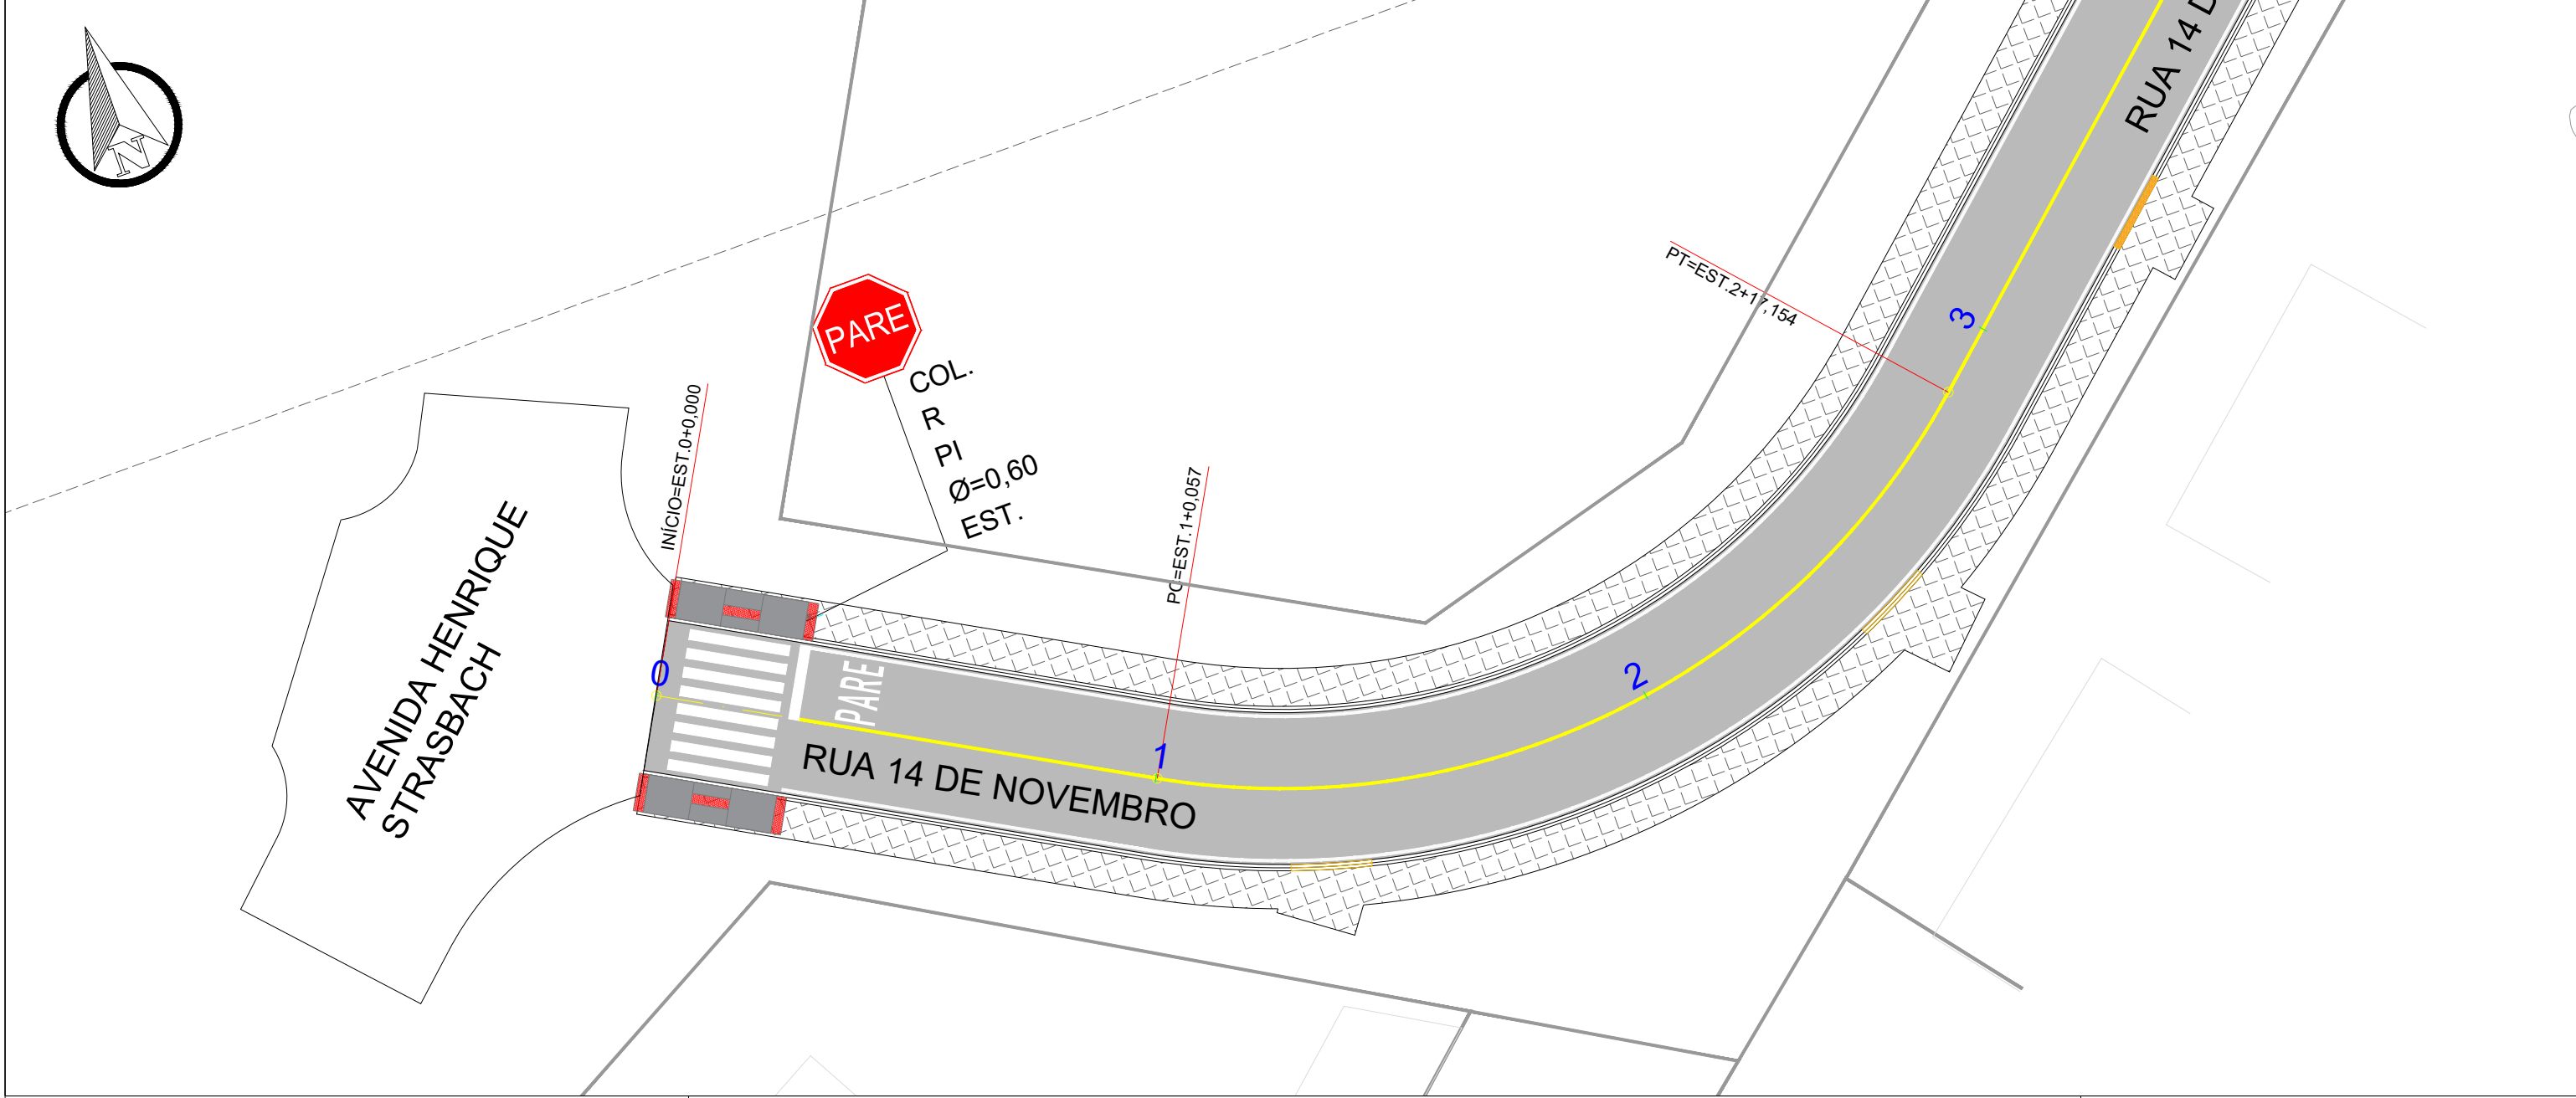 N
RUA 14 D
PT=EST.2+17,154
PARE
COL.
R
PI
Ø=0,60
EST.
INÍCIO=EST.0+0,000
PC=EST.1+0,057
3
2
1
0
AVENIDA HENRIQUE
STRASBACH
PARE
RUA 14 DE NOVEMBRO